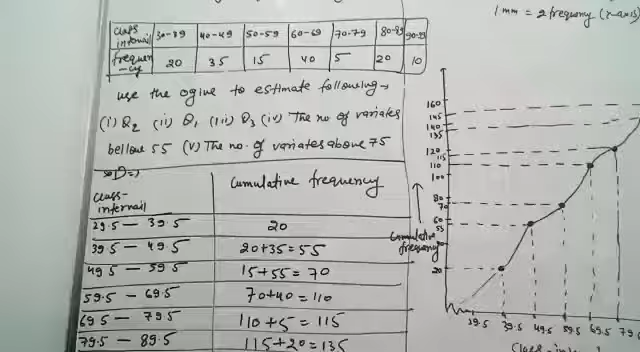 1 mm = 2 frequency (x-axis)
class interval 30-39 40-49 50-59 60-69 70-79 80-89 90-99
frequency 20 35 15 40 5 20 10
use the ogive to estimate following→
(i) Q2 (ii) Q1 (iii) Q3 (iv) The no of variates
bellow 55 (v) The no. of variates above 75
class-intervail cumulative frequency
29.5 — 39.5 20
39.5 — 49.5 20+35=55
49.5 — 59.5 15+55=70
59.5 — 69.5 70+40=110
69.5 — 79.5 110+5=115
79.5 — 89.5 115+20=135
160
145
140
135
120
115
110
100
80
70
60
55
40
20
cumulative frequency
29.5 39.5 49.5 59.5 69.5 79.5